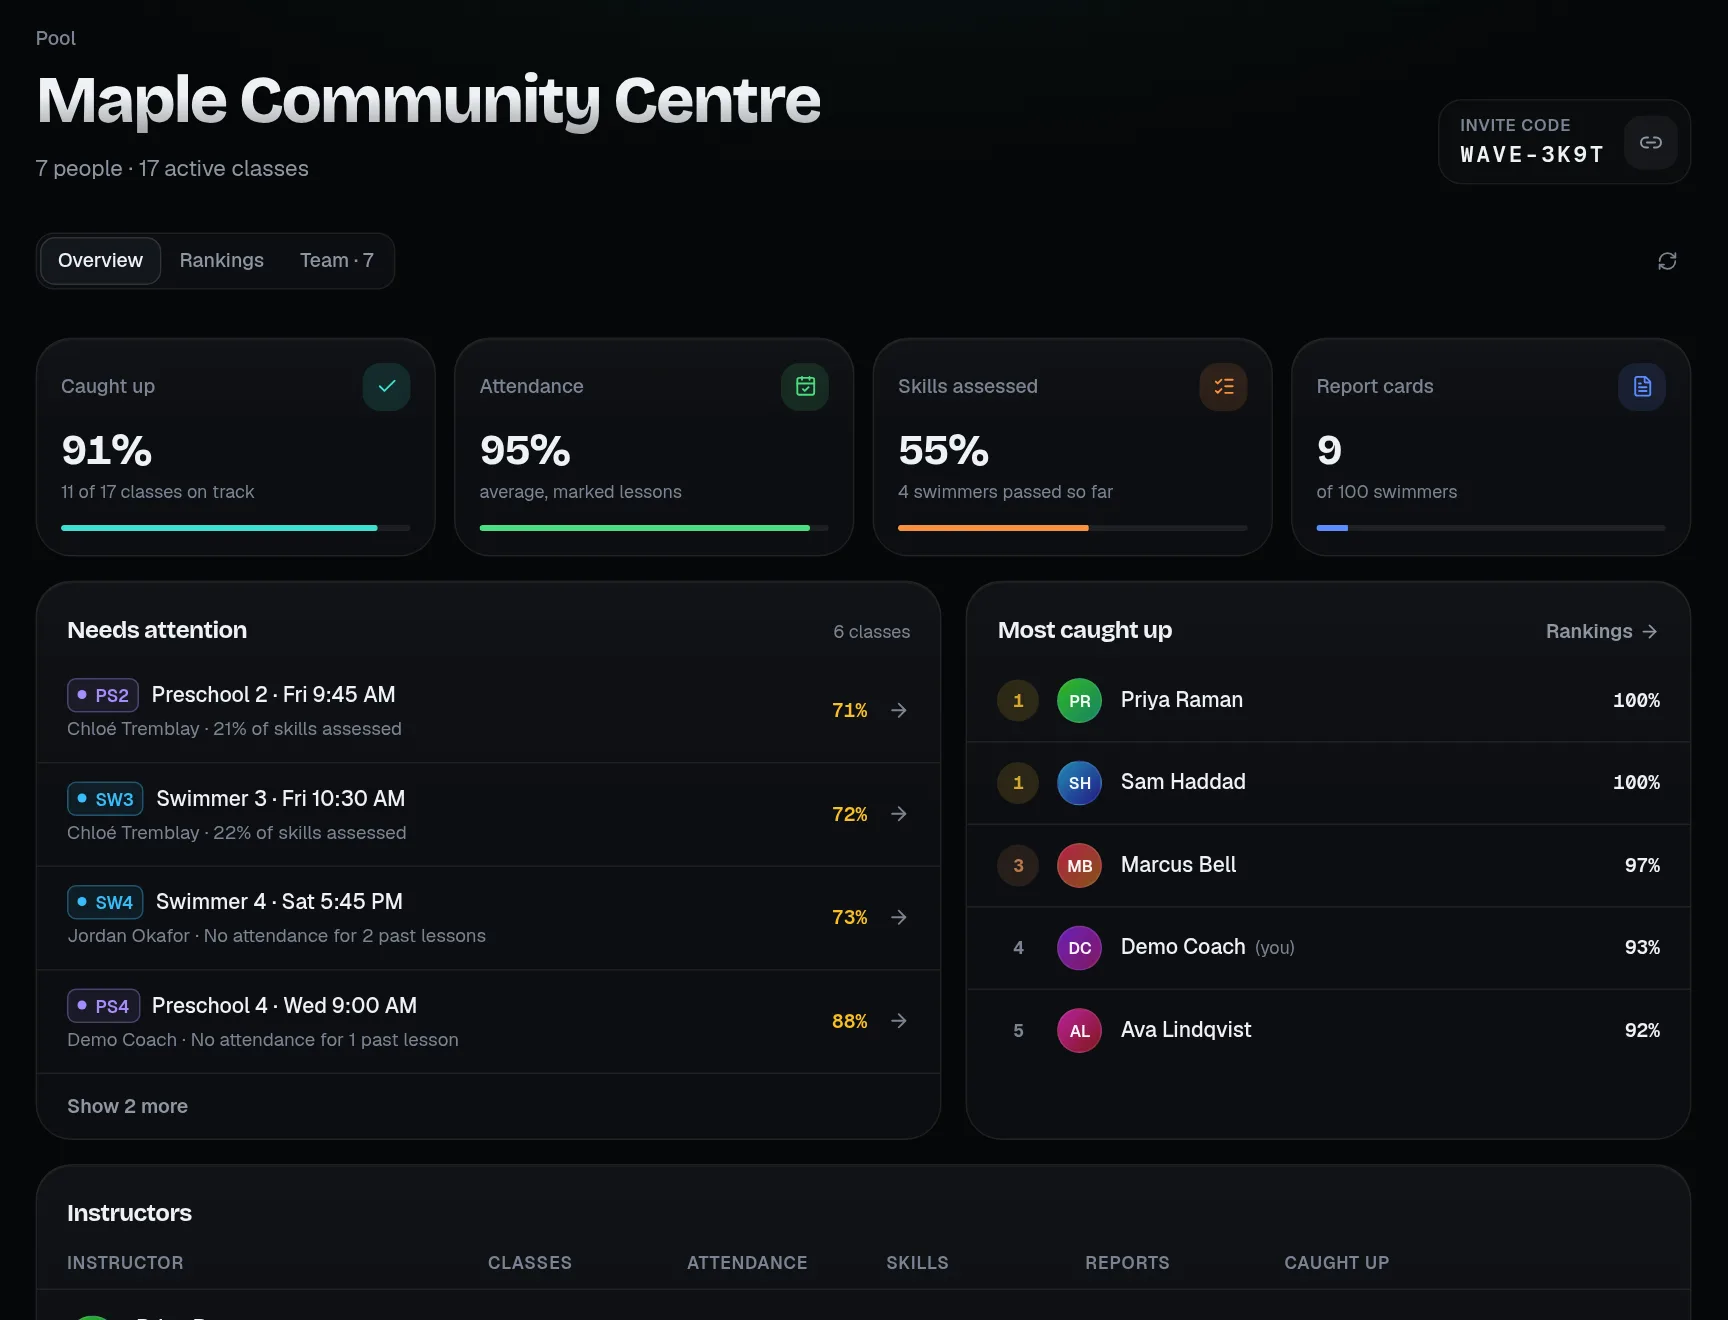 Pool
Maple Community Centre
7 people · 17 active classes
INVITE CODE
WAVE-3K9T
Overview
Rankings
Team · 7
Caught up
91%
11 of 17 classes on track
Attendance
95%
average, marked lessons
Skills assessed
55%
4 swimmers passed so far
Report cards
9
of 100 swimmers
Needs attention
6 classes
PS2 Preschool 2 · Fri 9:45 AM
Chloé Tremblay · 21% of skills assessed
71%
SW3 Swimmer 3 · Fri 10:30 AM
Chloé Tremblay · 22% of skills assessed
72%
SW4 Swimmer 4 · Sat 5:45 PM
Jordan Okafor · No attendance for 2 past lessons
73%
PS4 Preschool 4 · Wed 9:00 AM
Demo Coach · No attendance for 1 past lesson
88%
Show 2 more
Most caught up
Rankings
1 PR Priya Raman 100%
1 SH Sam Haddad 100%
3 MB Marcus Bell 97%
4 DC Demo Coach (you) 93%
5 AL Ava Lindqvist 92%
Instructors
INSTRUCTOR CLASSES ATTENDANCE SKILLS REPORTS CAUGHT UP